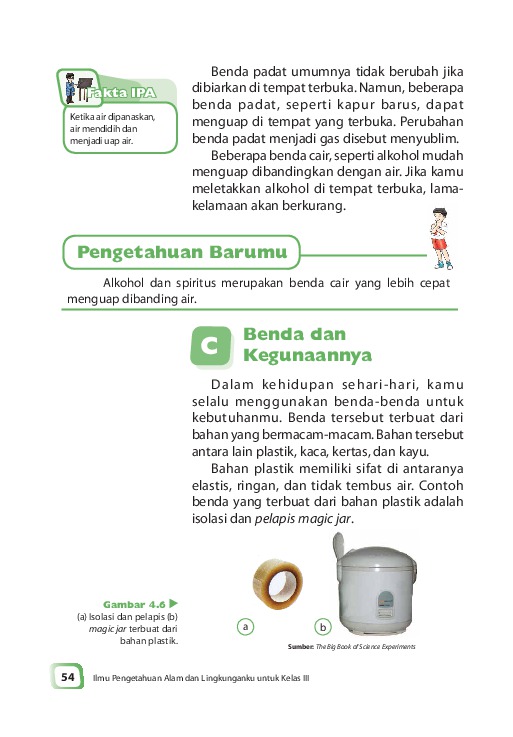 Fakta IPA
Ketika air dipanaskan,
air mendidih dan
menjadi uap air.
Benda padat umumnya tidak berubah jika
dibiarkan di tempat terbuka. Namun, beberapa
benda padat, seperti kapur barus, dapat
menguap di tempat yang terbuka. Perubahan
benda padat menjadi gas disebut menyublim.
Beberapa benda cair, seperti alkohol mudah
menguap dibandingkan dengan air. Jika kamu
meletakkan alkohol di tempat terbuka, lama-
kelamaan akan berkurang.
Pengetahuan Barumu
Alkohol dan spiritus merupakan benda cair yang lebih cepat
menguap dibanding air.
C
Benda dan
Kegunaannya
Dalam kehidupan sehari-hari, kamu
selalu menggunakan benda-benda untuk
kebutuhanmu. Benda tersebut terbuat dari
bahan yang bermacam-macam. Bahan tersebut
antara lain plastik, kaca, kertas, dan kayu.
Bahan plastik memiliki sifat di antaranya
elastis, ringan, dan tidak tembus air. Contoh
benda yang terbuat dari bahan plastik adalah
isolasi dan pelapis magic jar.
Gambar 4.6
(a) Isolasi dan pelapis (b)
magic jar terbuat dari
bahan plastik.
a
b
Sumber: The Big Book of Science Experiments
54
Ilmu Pengetahuan Alam dan Lingkunganku untuk Kelas III